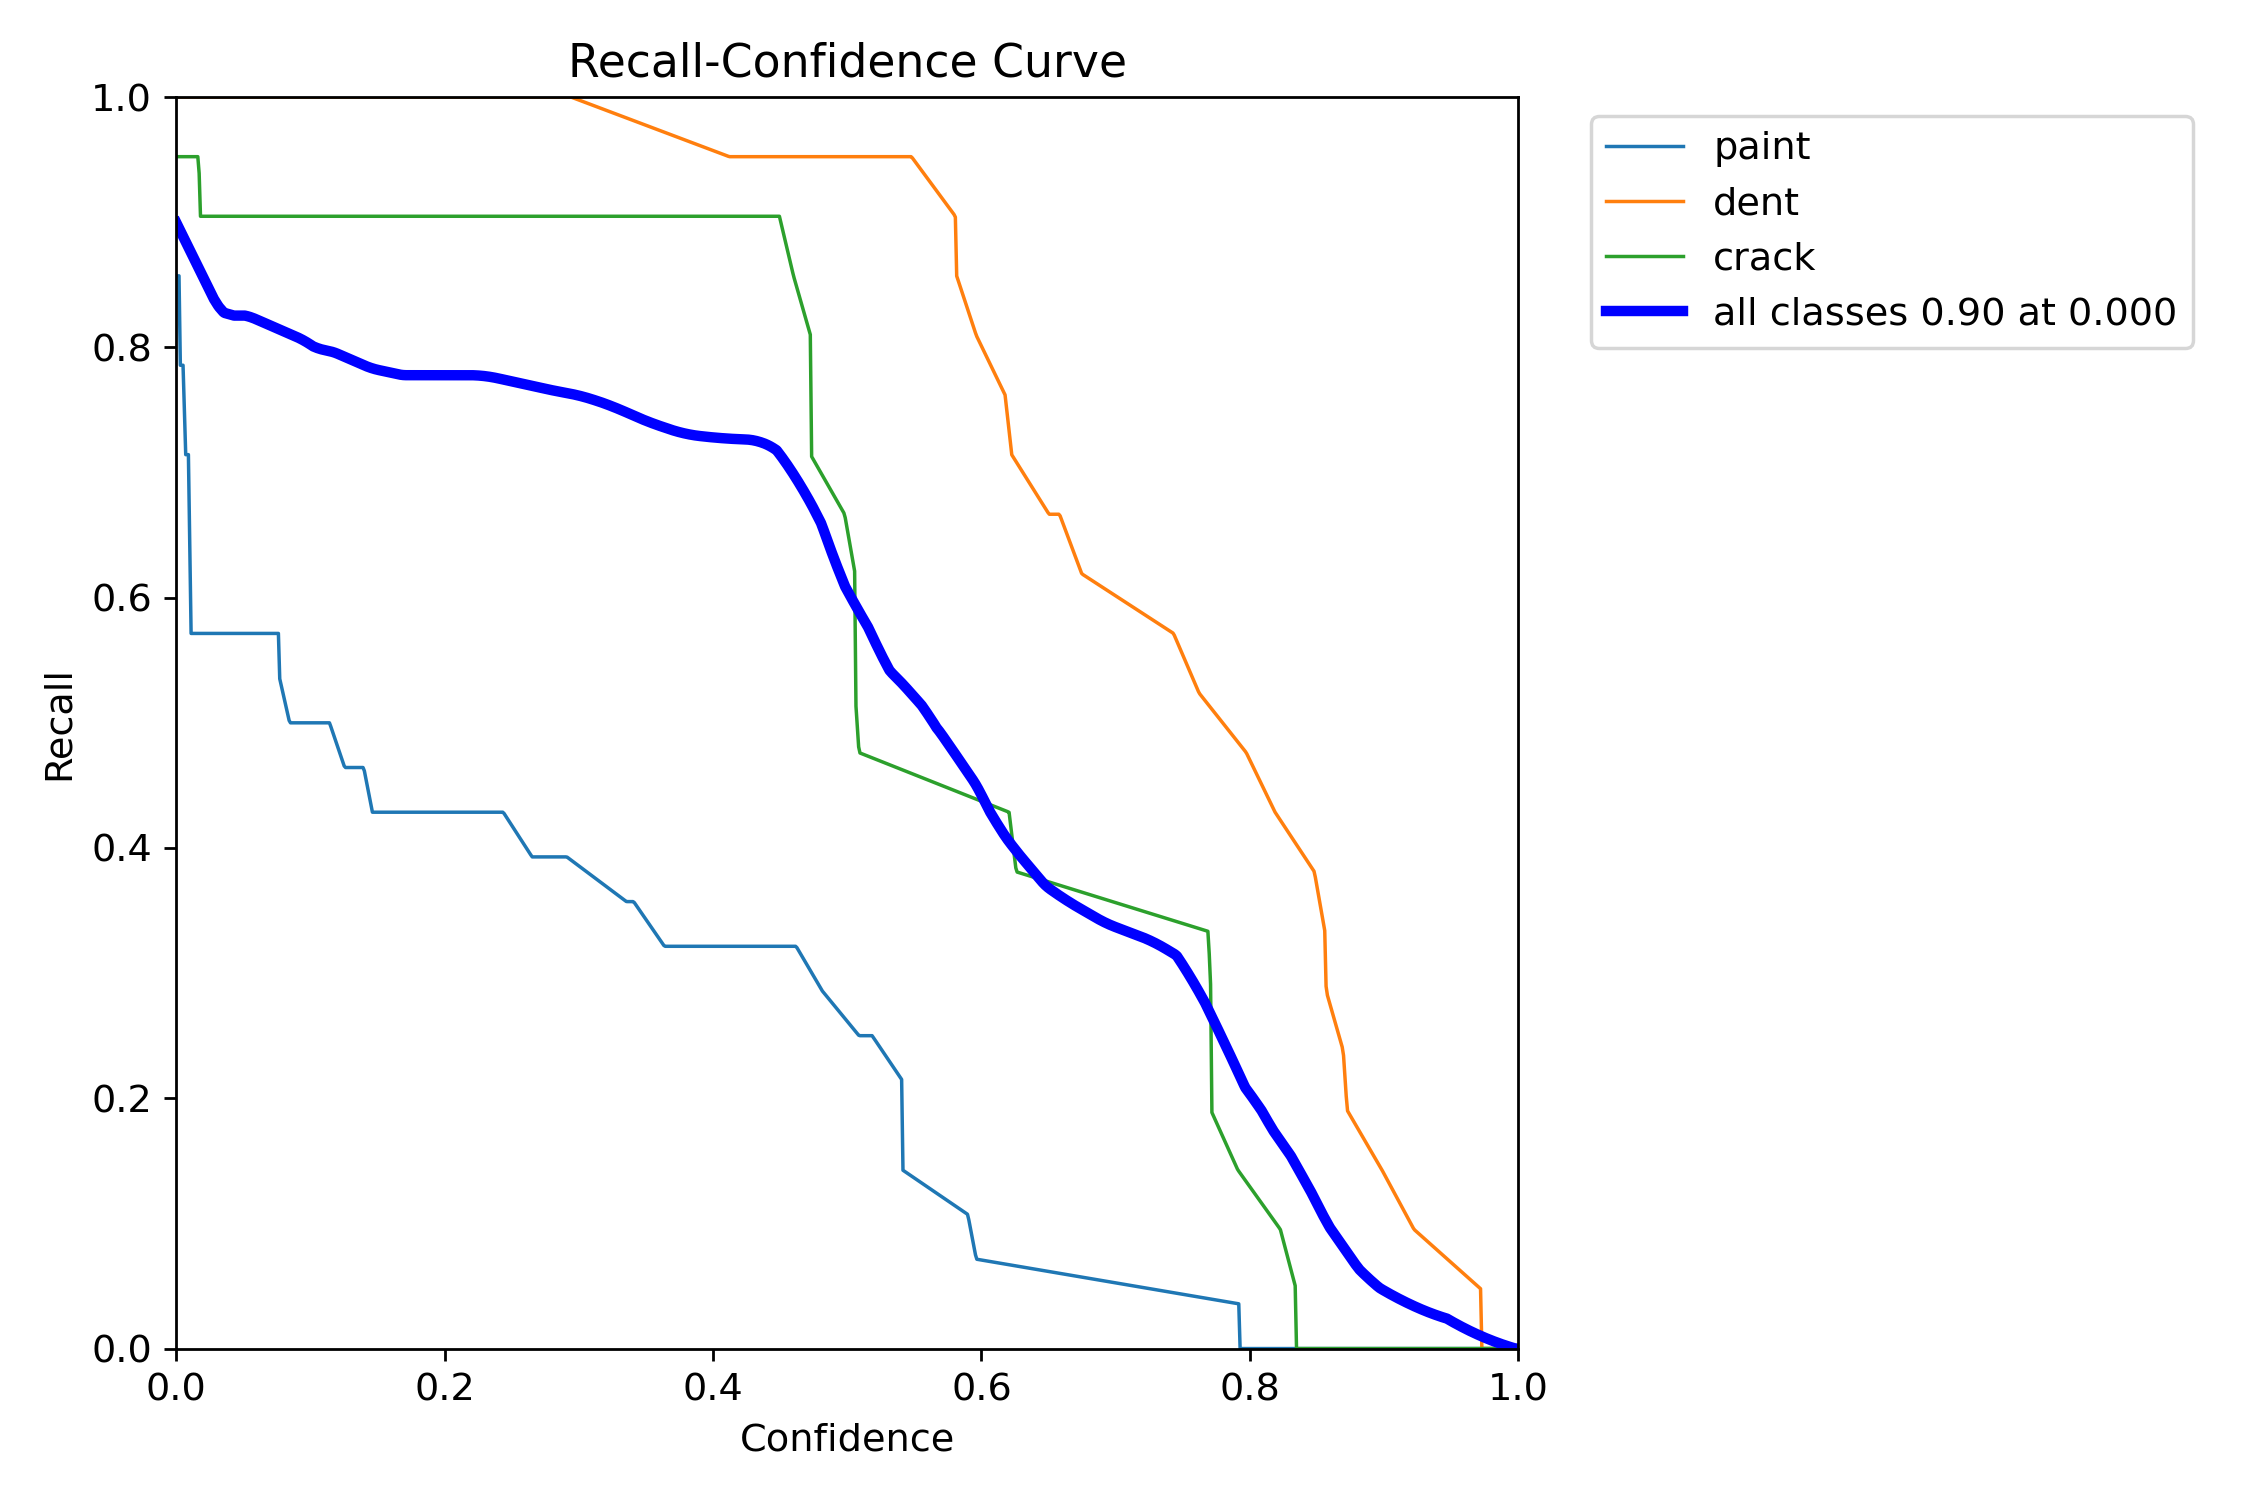 Recall-Confidence Curve
1.0
0.8
0.6
0.4
0.2
0.0
Recall
0.0 0.2 0.4 0.6 0.8 1.0
Confidence
paint
dent
crack
all classes 0.90 at 0.000